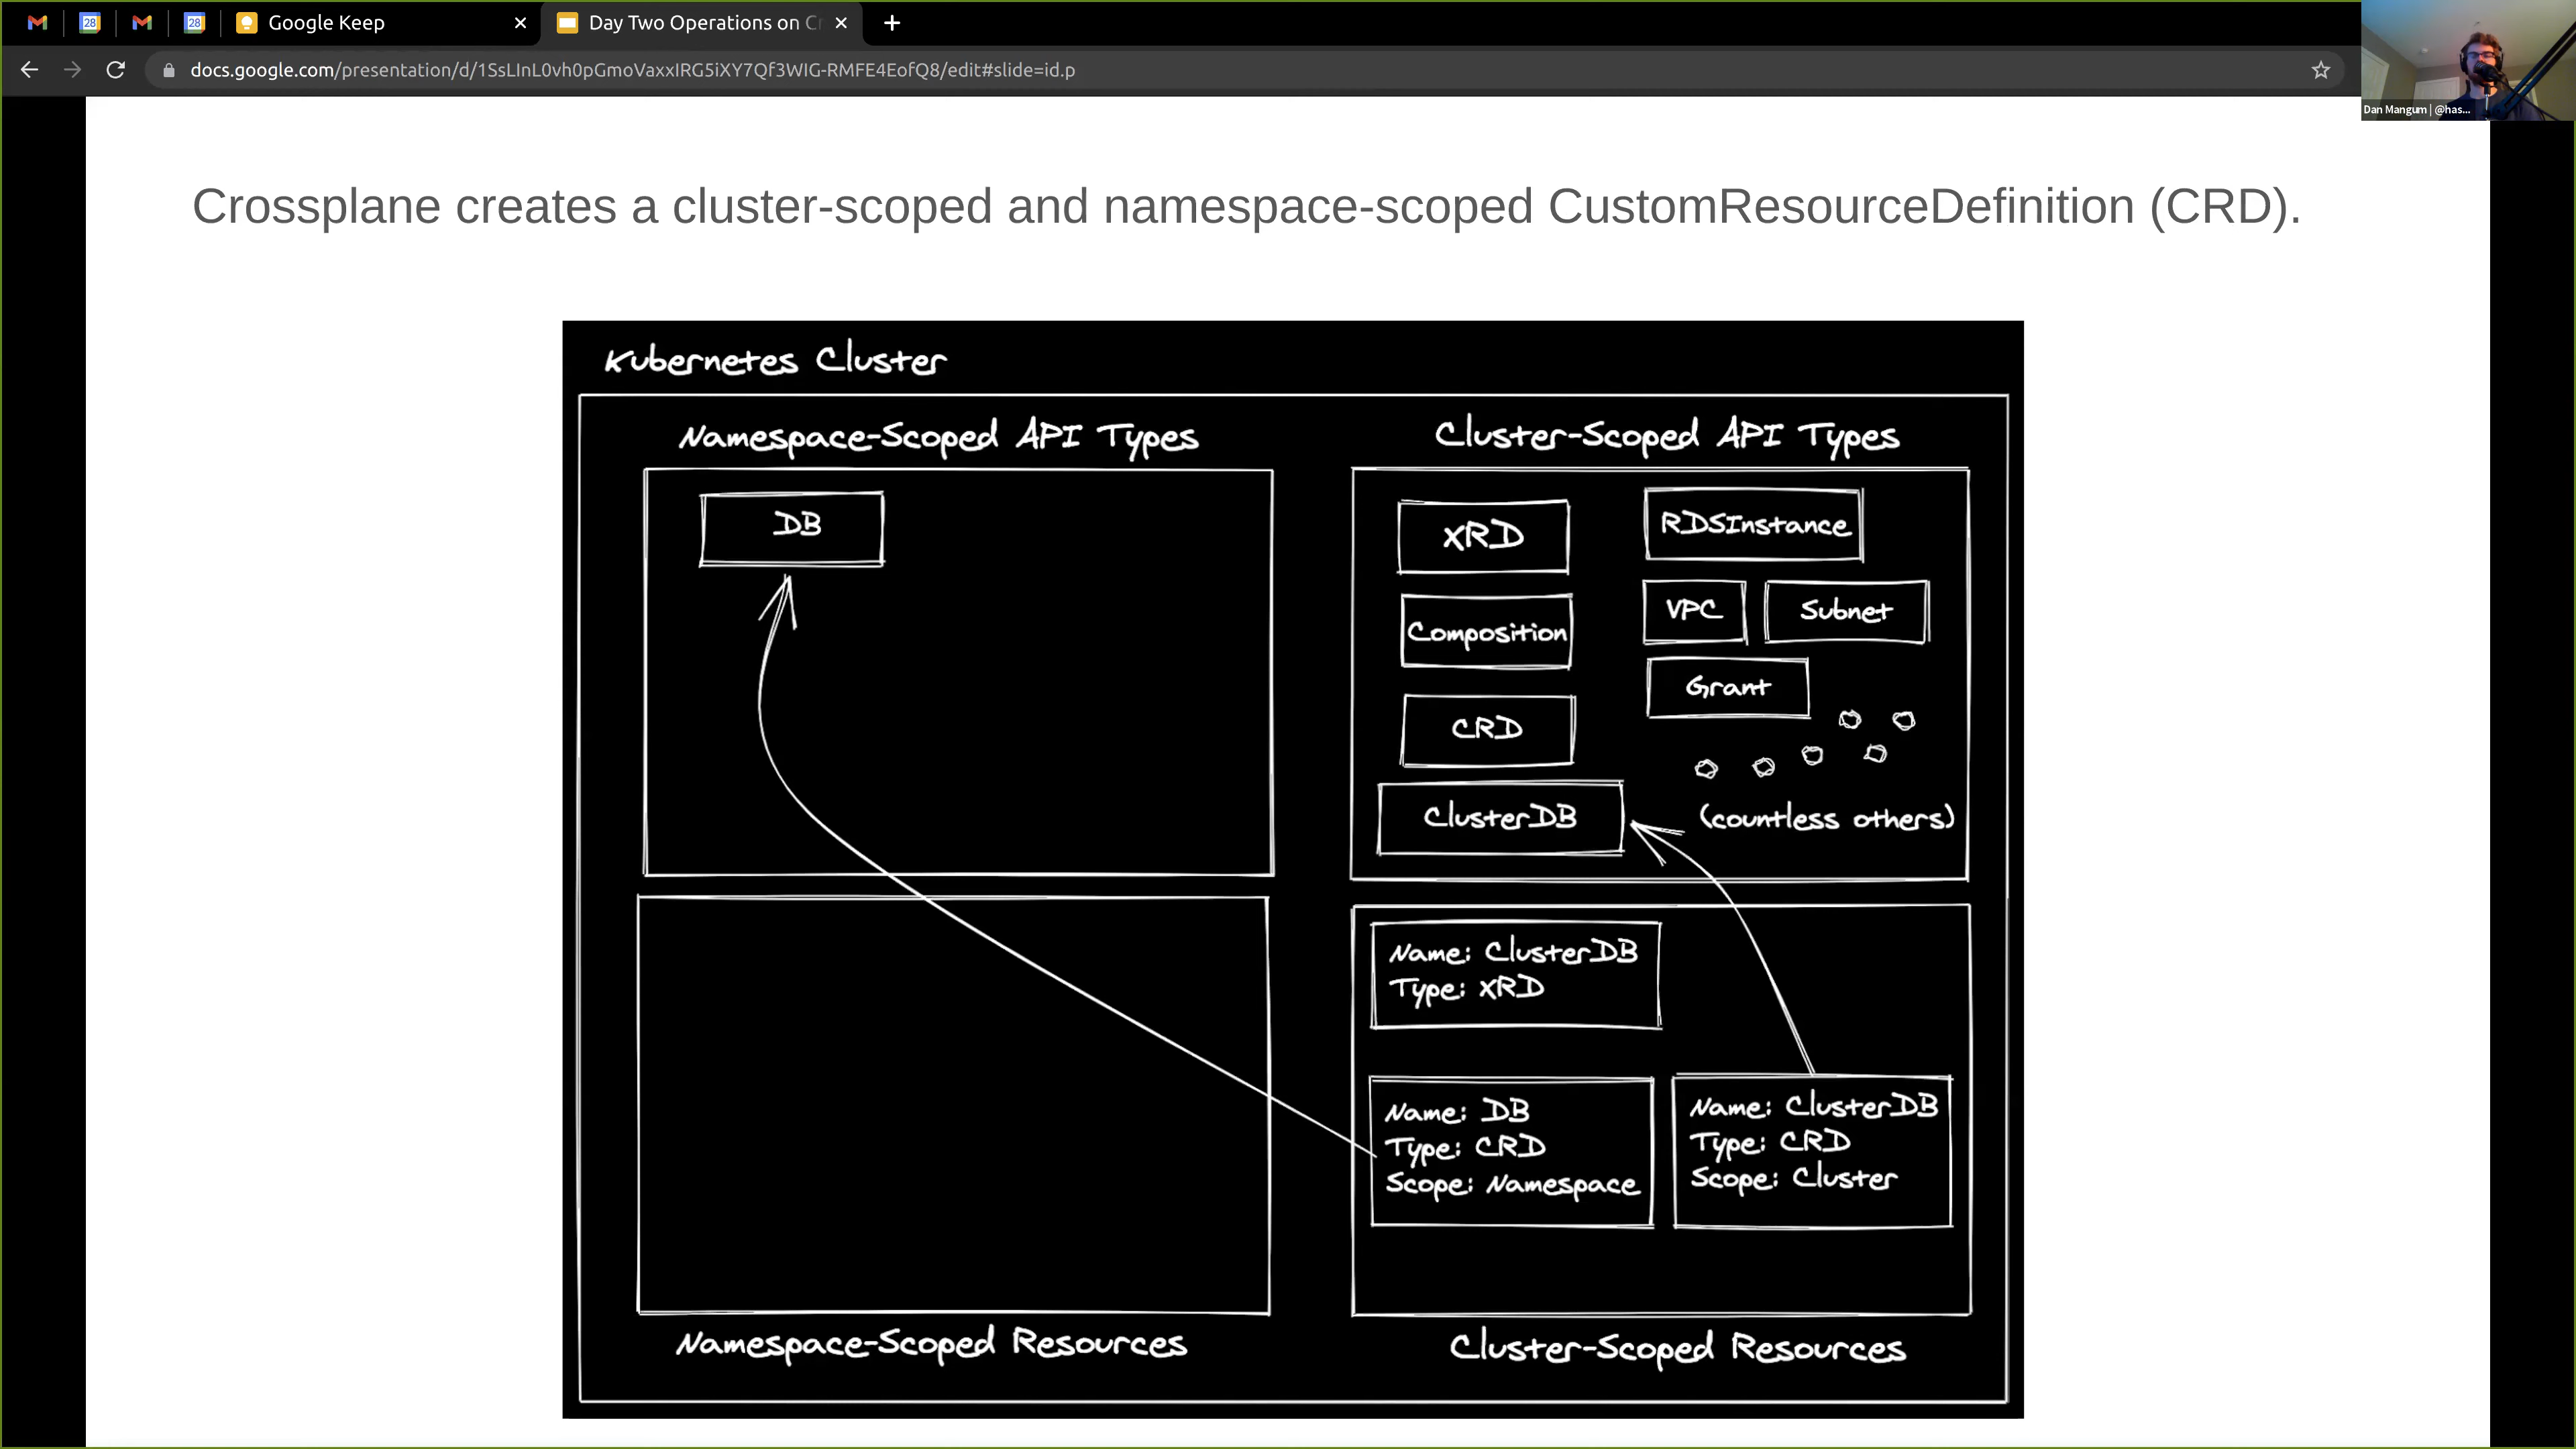 28
28
Google Keep
Day Two Operations on C
docs.google.com/presentation/d/1SsLInL0vh0pGmoVaxxIRG5iXY7Qf3WIG-RMFE4EofQ8/edit#slide=id.p
Dan Mangum | @has...
Crossplane creates a cluster-scoped and namespace-scoped CustomResourceDefinition (CRD).
Kubernetes Cluster
Namespace-Scoped API Types
DB
Cluster-Scoped API Types
XRD
RDSInstance
Composition
VPC
Subnet
Grant
CRD
ClusterDB
(countless others)
Name: ClusterDB
Type: XRD
Name: DB
Type: CRD
Scope: Namespace
Name: ClusterDB
Type: CRD
Scope: Cluster
Namespace-Scoped Resources
Cluster-Scoped Resources